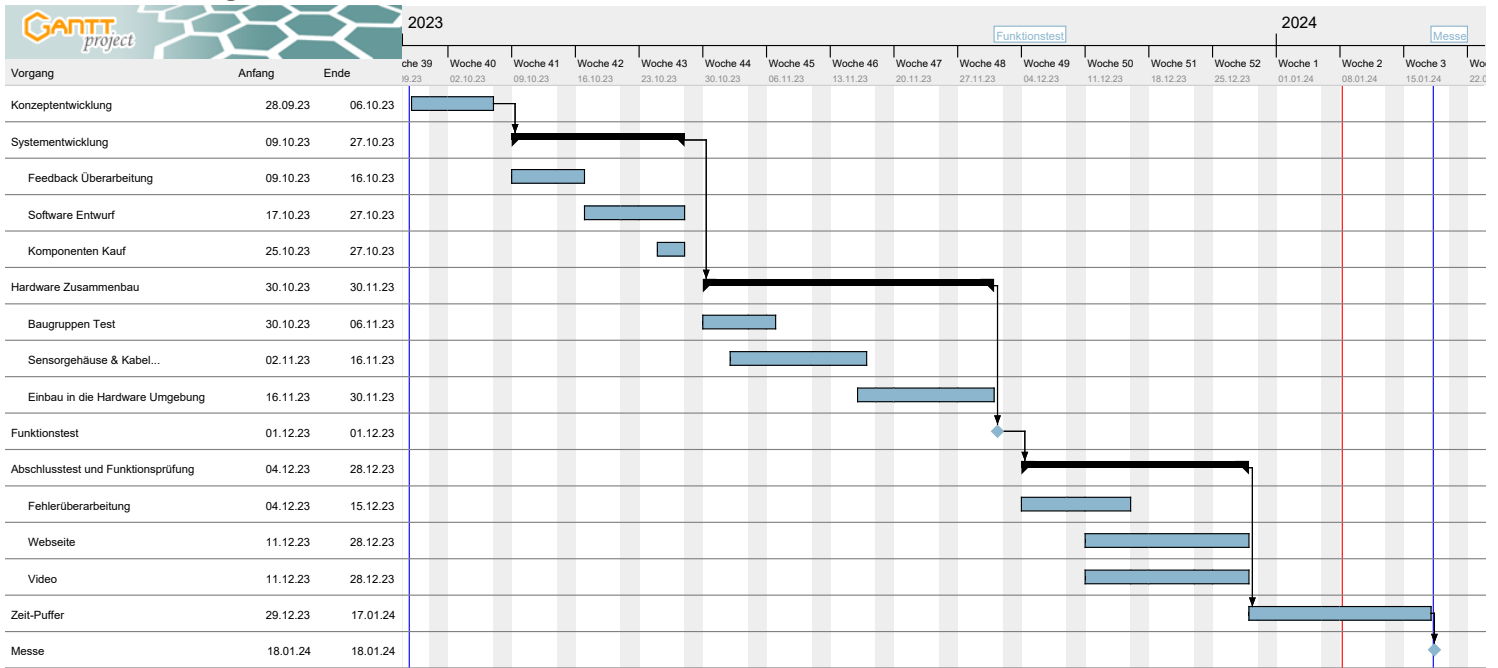 GANTT
project
2023
2024
Funktionstest
Messe
Vorgang Anfang Ende
che 39 Woche 40 Woche 41 Woche 42 Woche 43 Woche 44 Woche 45 Woche 46 Woche 47 Woche 48 Woche 49 Woche 50 Woche 51 Woche 52 Woche 1 Woche 2 Woche 3 Wo
09.23 02.10.23 09.10.23 16.10.23 23.10.23 30.10.23 06.11.23 13.11.23 20.11.23 27.11.23 04.12.23 11.12.23 18.12.23 25.12.23 01.01.24 08.01.24 15.01.24 22.0
Konzeptentwicklung 28.09.23 06.10.23
Systementwicklung 09.10.23 27.10.23
Feedback Überarbeitung 09.10.23 16.10.23
Software Entwurf 17.10.23 27.10.23
Komponenten Kauf 25.10.23 27.10.23
Hardware Zusammenbau 30.10.23 30.11.23
Baugruppen Test 30.10.23 06.11.23
Sensorgehäuse & Kabel... 02.11.23 16.11.23
Einbau in die Hardware Umgebung 16.11.23 30.11.23
Funktionstest 01.12.23 01.12.23
Abschlusstest und Funktionsprüfung 04.12.23 28.12.23
Fehlerüberarbeitung 04.12.23 15.12.23
Webseite 11.12.23 28.12.23
Video 11.12.23 28.12.23
Zeit-Puffer 29.12.23 17.01.24
Messe 18.01.24 18.01.24